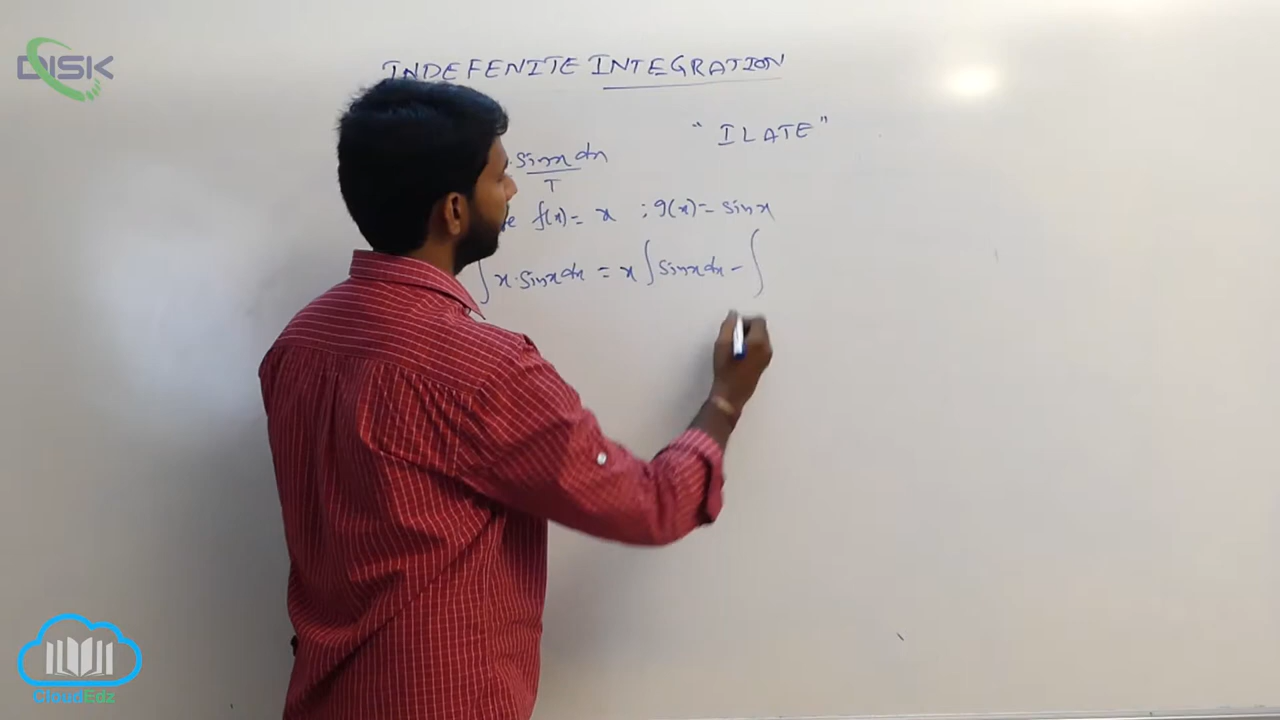 DISK
INDEFENITE INTEGRATION
" ILATE "
. sinx dx
T
f(x) = x ; g(x) = sinx
∫ x · sinx dx = x ∫ sinx dx - ∫
CloudEdz